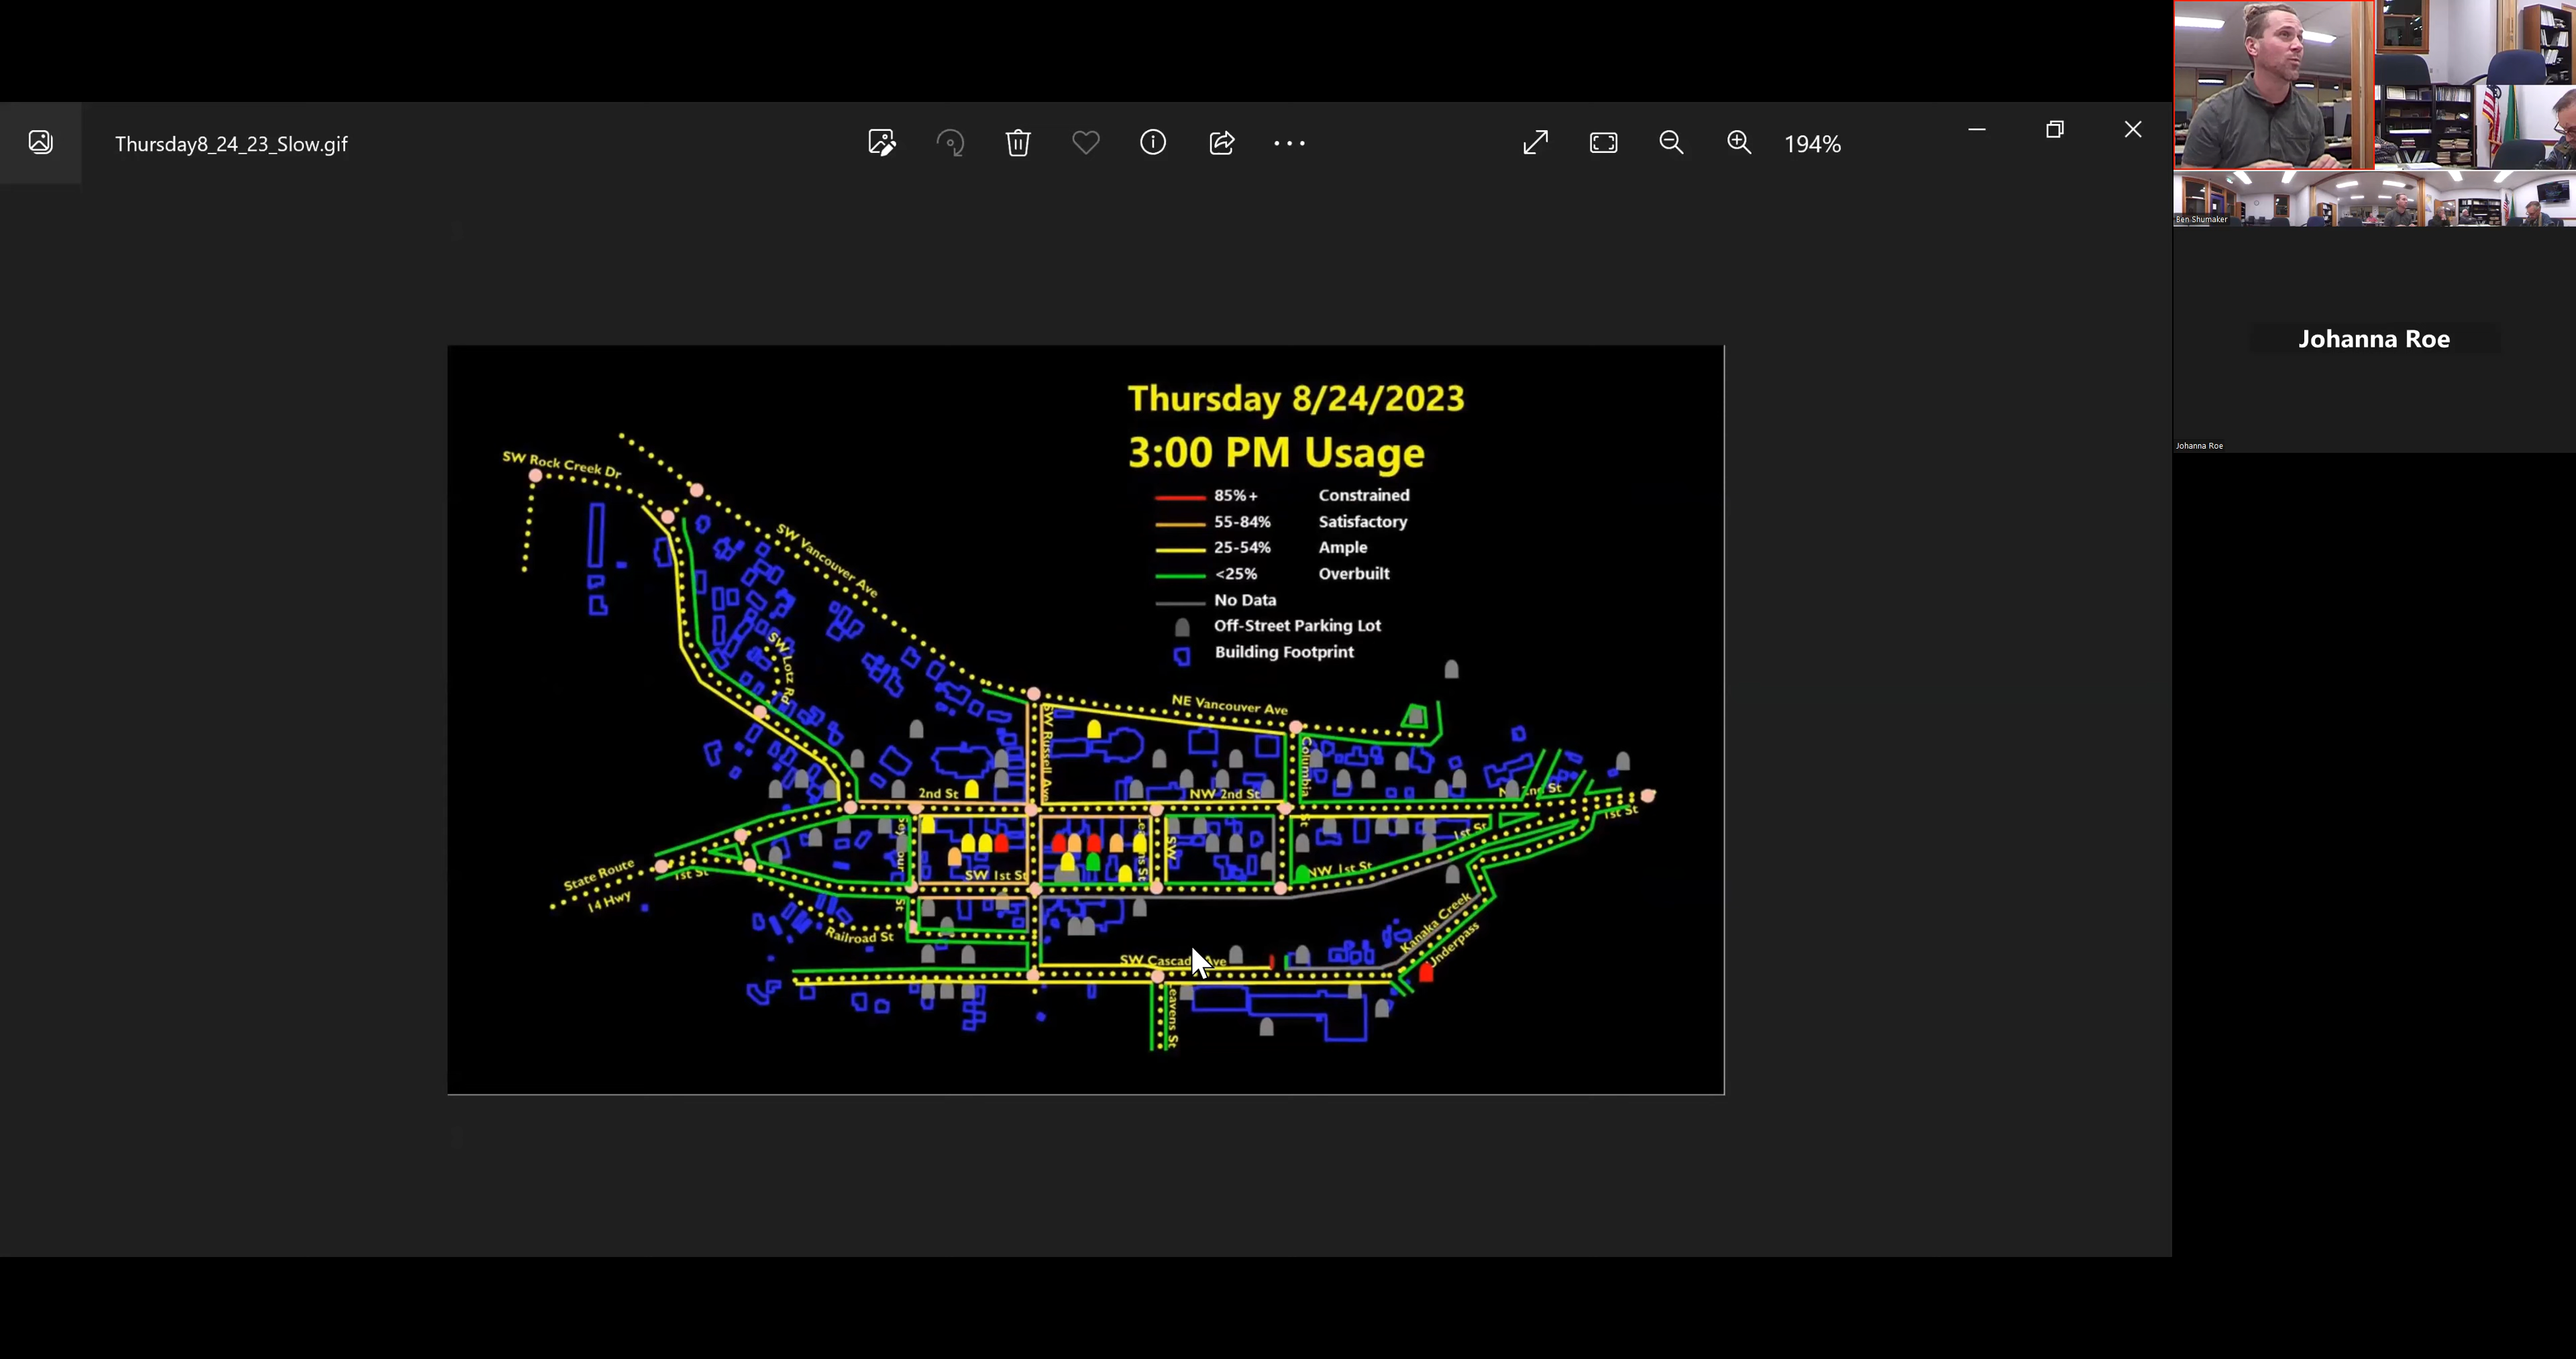 Thursday8_24_23_Slow.gif
194%
Thursday 8/24/2023
3:00 PM Usage
85%+ Constrained
55-84% Satisfactory
25-54% Ample
<25% Overbuilt
No Data
Off-Street Parking Lot
Building Footprint
SW Rock Creek Dr
SW Vancouver Ave
SW Lotz Rd
NE Vancouver Ave
SW Russell Ave
Columbia
2nd St
NW 2nd St
2nd St
1st St
1st St
St
SW
SW 1st St
NW 1st St
State Route
14 Hwy
1st St
St
Railroad St
Kanaka Creek
Underpass
SW Cascade Ave
Leavens St
Ben Shumaker
Johanna Roe
Johanna Roe